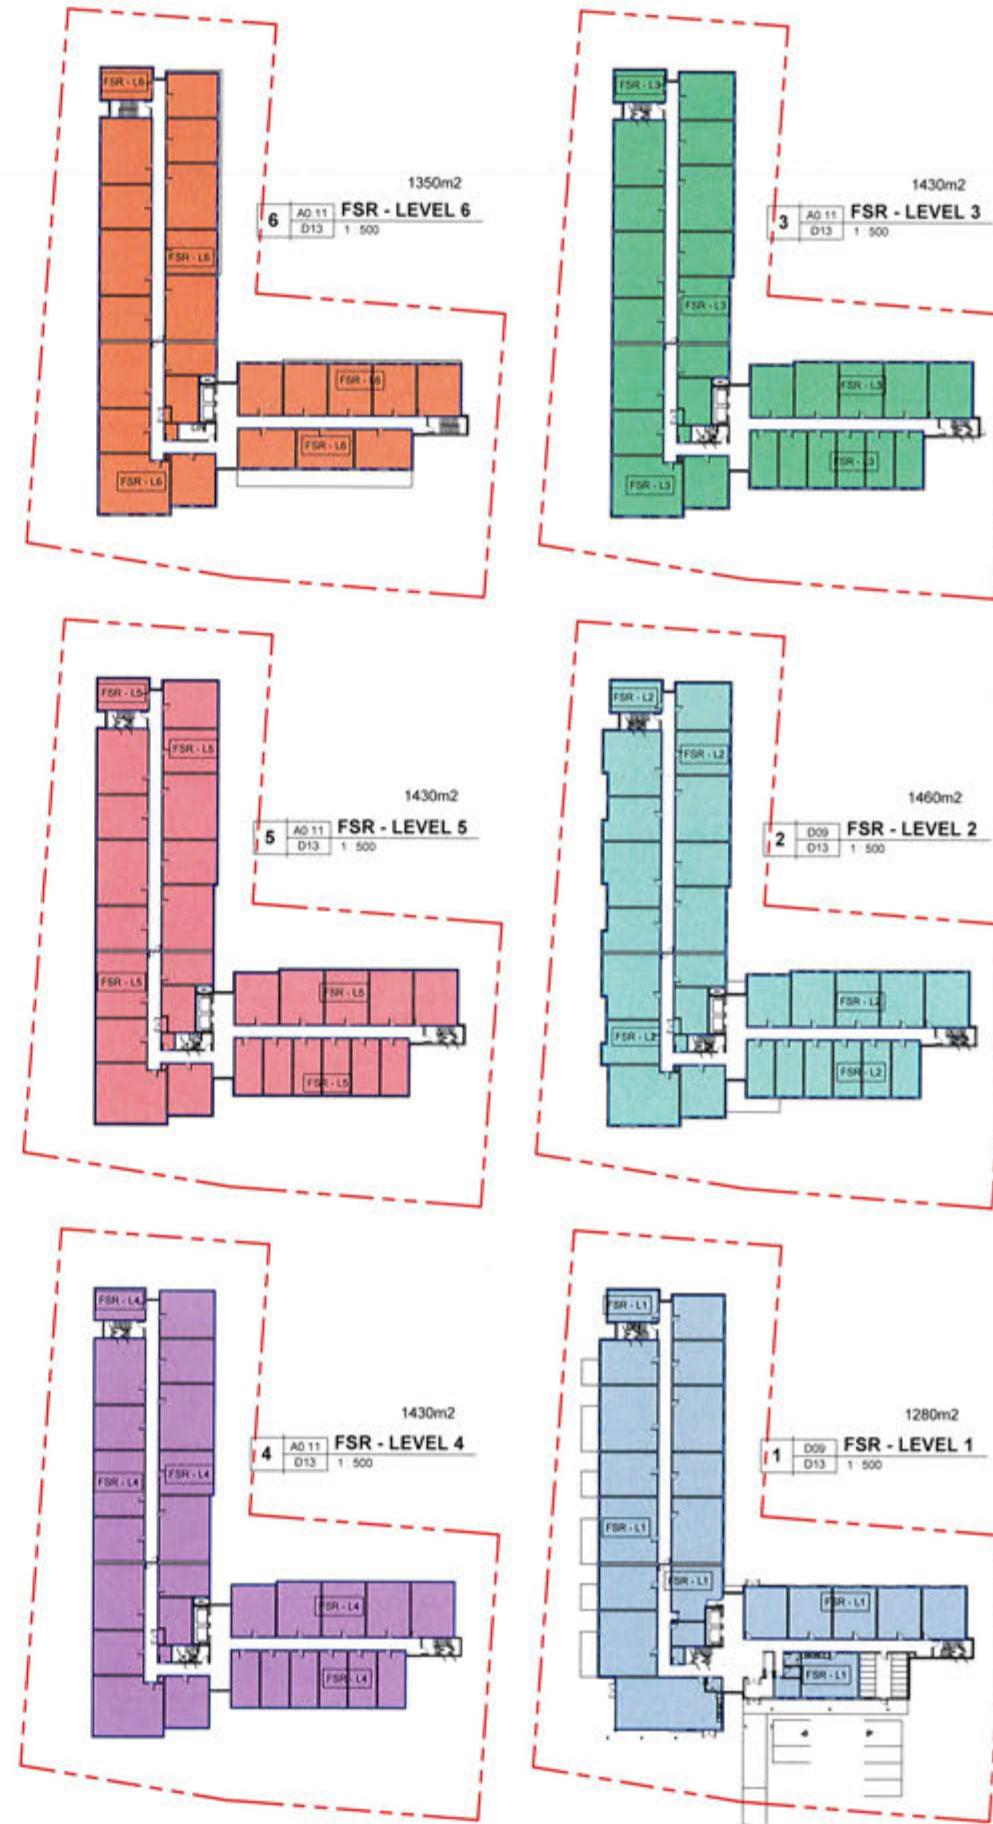 FSR - L6
FSR - L6
FSR - L6
FSR - L6
FSR - L6
1350m2
6 A0.11 FSR - LEVEL 6
D13 1 : 500
FSR - L3
FSR - L3
FSR - L3
FSR - L3
FSR - L3
1430m2
3 A0.11 FSR - LEVEL 3
D13 1 : 500
FSR - L5
FSR - L5
FSR - L5
FSR - L5
FSR - L5
1430m2
5 A0.11 FSR - LEVEL 5
D13 1 : 500
FSR - L2
FSR - L2
FSR - L2
FSR - L2
FSR - L2
1460m2
2 D09 FSR - LEVEL 2
D13 1 : 500
FSR - L4
FSR - L4
FSR - L4
FSR - L4
FSR - L4
1430m2
4 A0.11 FSR - LEVEL 4
D13 1 : 500
FSR - L1
FSR - L1
FSR - L1
FSR - L1
FSR - L1
1280m2
1 D09 FSR - LEVEL 1
D13 1 : 500